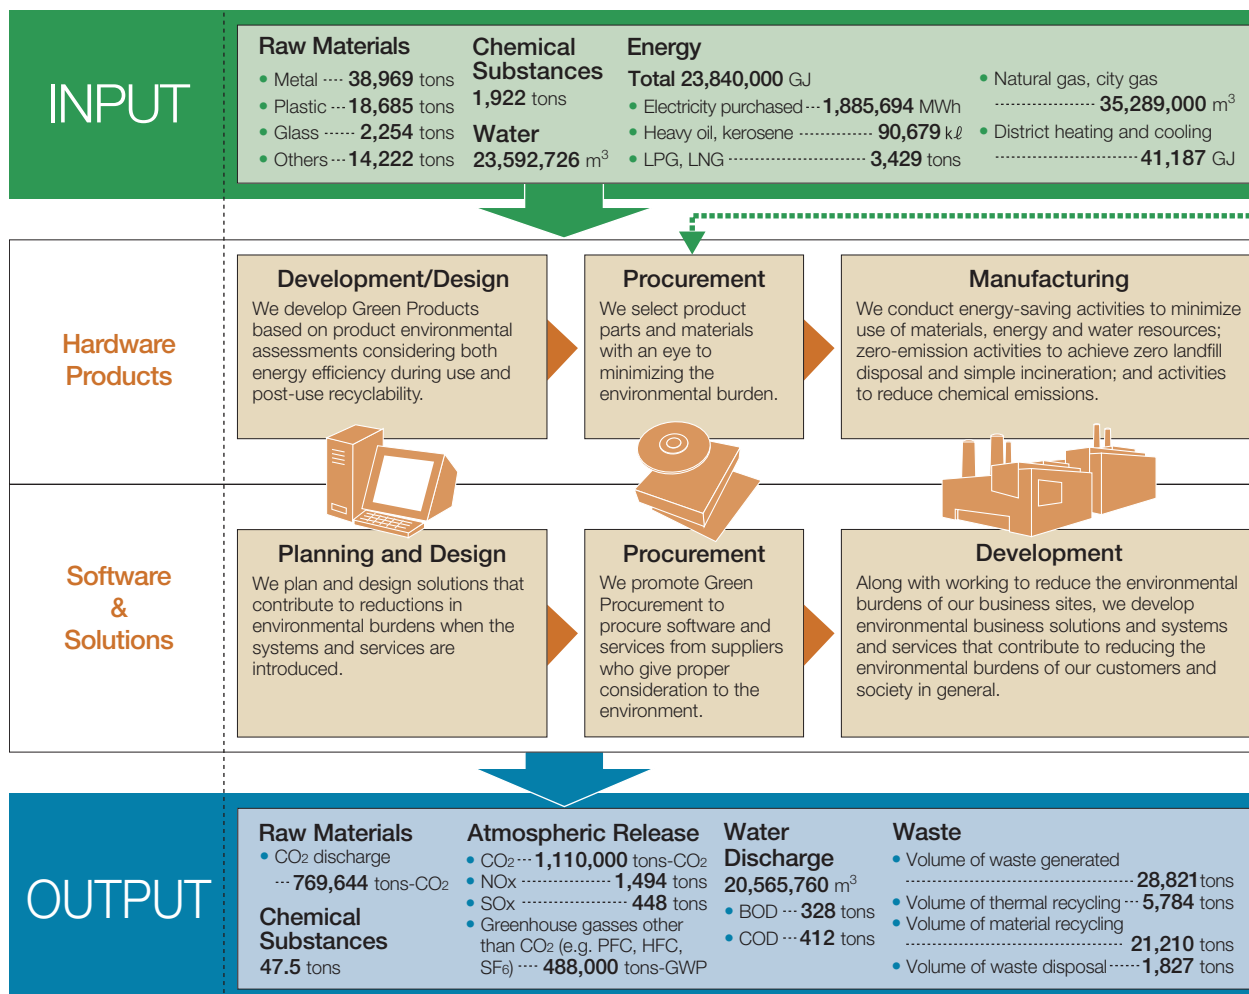 INPUT
Raw Materials
• Metal ···· 38,969 tons
• Plastic ···· 18,685 tons
• Glass ······ 2,254 tons
• Others ··· 14,222 tons
Chemical
Substances
1,922 tons
Water
23,592,726 m³
Energy
Total 23,840,000 GJ
• Electricity purchased ··· 1,885,694 MWh
• Heavy oil, kerosene ········ 90,679 kℓ
• LPG, LNG ················ 3,429 tons
• Natural gas, city gas
············ 35,289,000 m³
• District heating and cooling
·············· 41,187 GJ
Hardware
Products
Development/Design
We develop Green Products
based on product environmental
assessments considering both
energy efficiency during use and
post-use recyclability.
Procurement
We select product
parts and materials
with an eye to
minimizing the
environmental burden.
Manufacturing
We conduct energy-saving activities to minimize
use of materials, energy and water resources;
zero-emission activities to achieve zero landfill
disposal and simple incineration; and activities
to reduce chemical emissions.
Software
&
Solutions
Planning and Design
We plan and design solutions that
contribute to reductions in
environmental burdens when the
systems and services are
introduced.
Procurement
We promote Green
Procurement to
procure software and
services from suppliers
who give proper
consideration to the
environment.
Development
Along with working to reduce the environmental
burdens of our business sites, we develop
environmental business solutions and systems
and services that contribute to reducing the
environmental burdens of our customers and
society in general.
OUTPUT
Raw Materials
• CO₂ discharge
···· 769,644 tons-CO₂
Chemical
Substances
47.5 tons
Atmospheric Release
• CO₂ ··· 1,110,000 tons-CO₂
• NOx ············ 1,494 tons
• SOx ·············· 448 tons
• Greenhouse gasses other
than CO₂ (e.g. PFC, HFC,
SF₆) ···· 488,000 tons-GWP
Water
Discharge
20,565,760 m³
• BOD ··· 328 tons
• COD ··· 412 tons
Waste
• Volume of waste generated
················ 28,821tons
• Volume of thermal recycling ·· 5,784 tons
• Volume of material recycling
················ 21,210 tons
• Volume of waste disposal ····· 1,827 tons